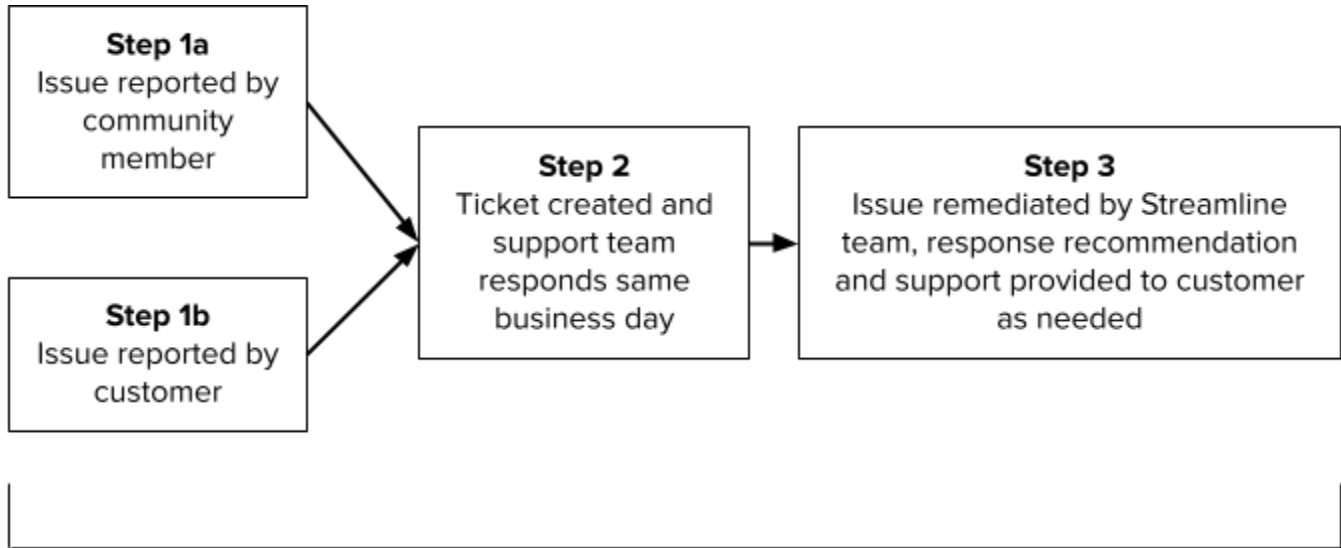 Step 1a
Issue reported by
community
member
Step 1b
Issue reported by
customer
Step 2
Ticket created and
support team
responds same
business day
Step 3
Issue remediated by Streamline
team, response recommendation
and support provided to customer
as needed